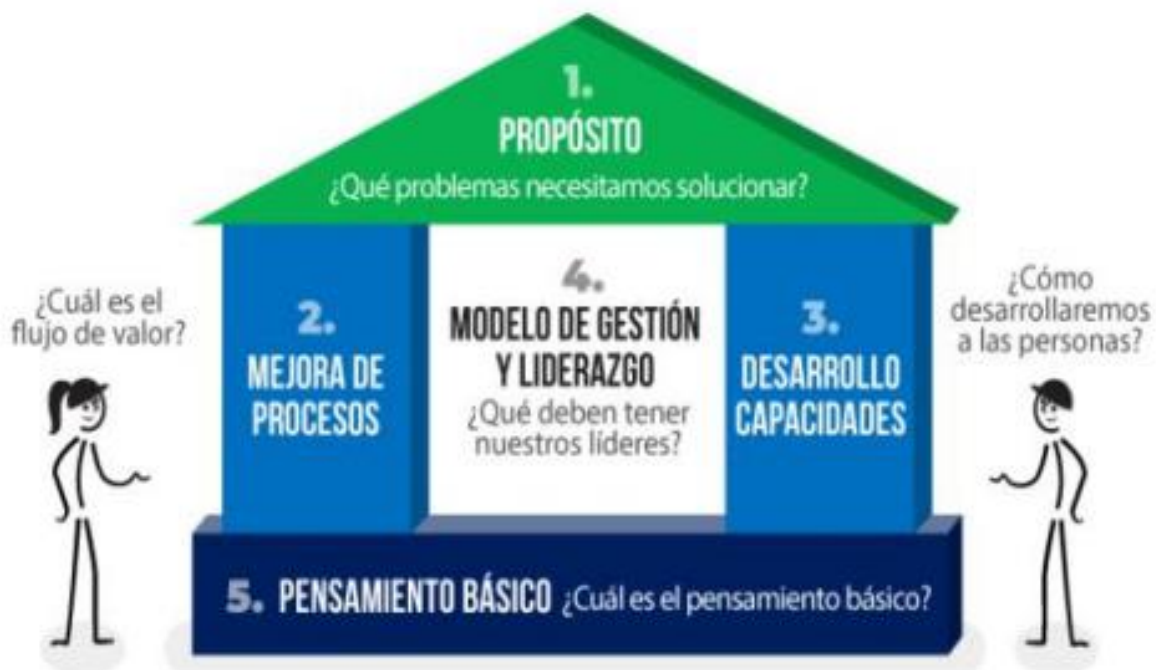 1.
PROPÓSITO
¿Qué problemas necesitamos solucionar?
¿Cuál es el
flujo de valor?
2.
MEJORA DE
PROCESOS
4.
MODELO DE GESTIÓN
Y LIDERAZGO
¿Qué deben tener
nuestros líderes?
3.
DESARROLLO
CAPACIDADES
¿Cómo
desarrollaremos
a las personas?
5. PENSAMIENTO BÁSICO ¿Cuál es el pensamiento básico?